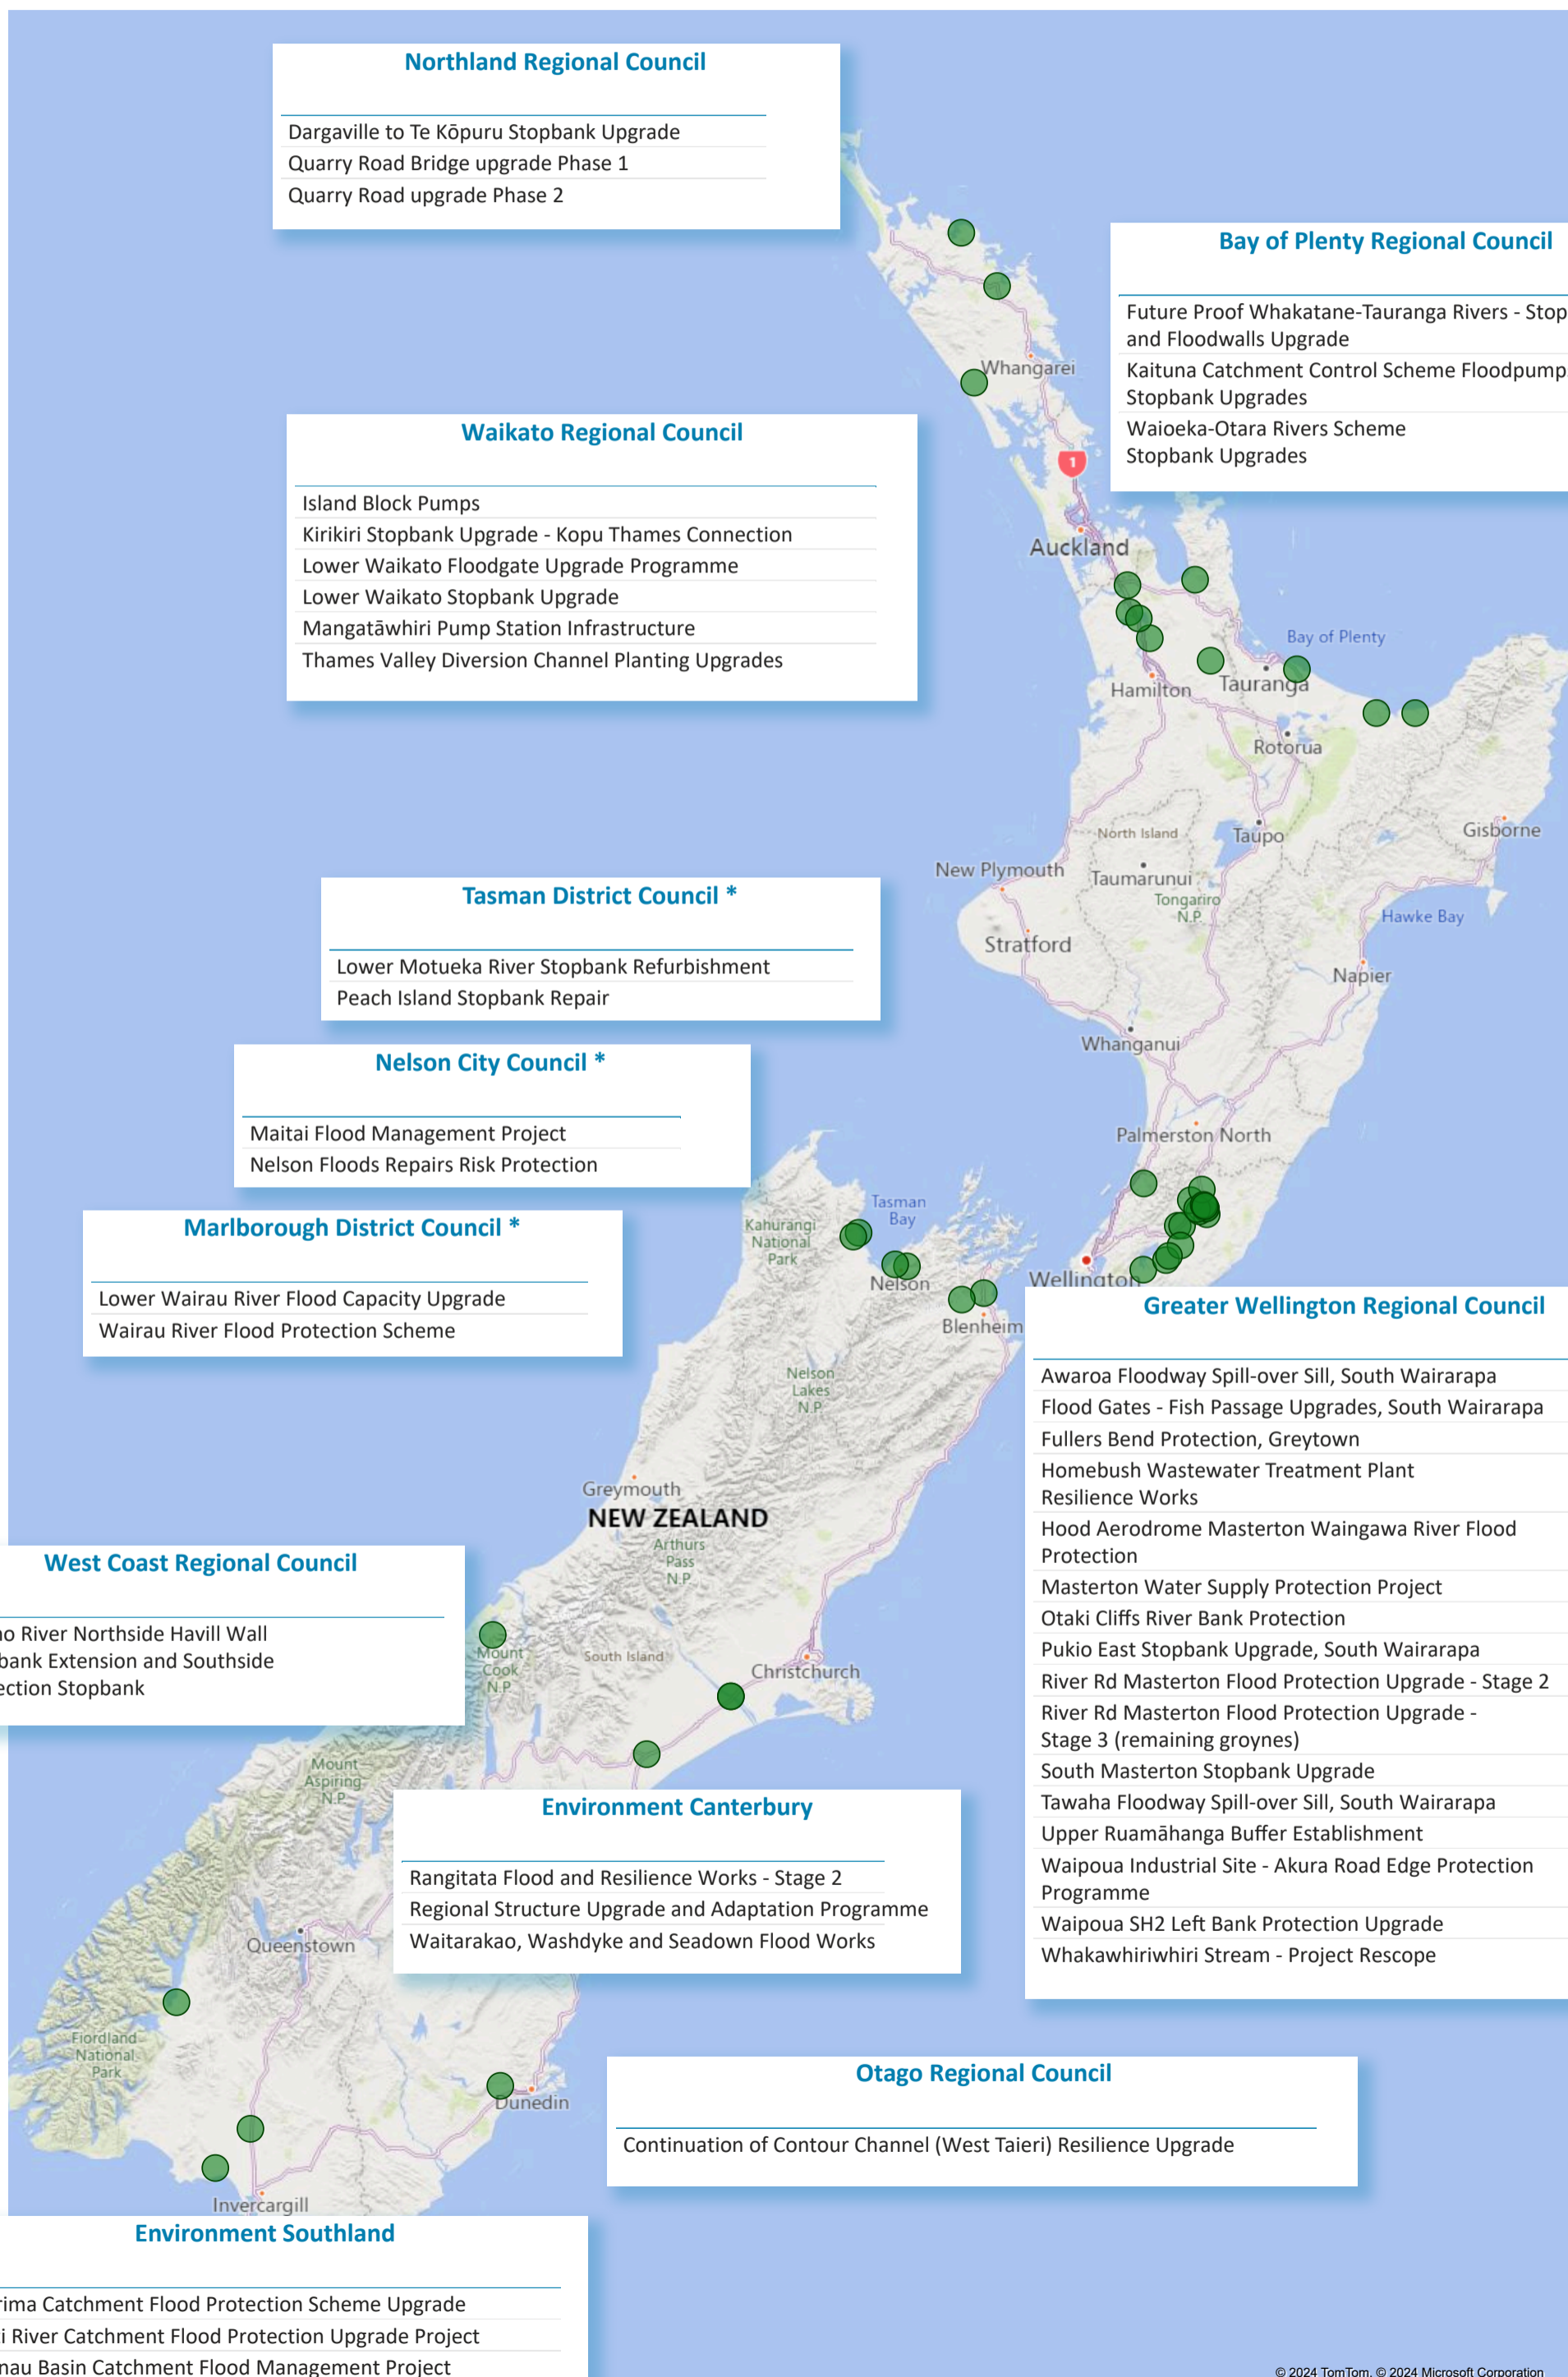 Northland Regional Council
Dargaville to Te Kōpuru Stopbank Upgrade
Quarry Road Bridge upgrade Phase 1
Quarry Road upgrade Phase 2
Bay of Plenty Regional Council
Future Proof Whakatane-Tauranga Rivers - Stop
and Floodwalls Upgrade
Kaituna Catchment Control Scheme Floodpump
Stopbank Upgrades
Waioeka-Otara Rivers Scheme
Stopbank Upgrades
Whangarei
1
Waikato Regional Council
Island Block Pumps
Kirikiri Stopbank Upgrade - Kopu Thames Connection
Lower Waikato Floodgate Upgrade Programme
Lower Waikato Stopbank Upgrade
Mangatāwhiri Pump Station Infrastructure
Thames Valley Diversion Channel Planting Upgrades
Auckland
Bay of Plenty
Hamilton
Tauranga
Rotorua
North Island
Taupo
Gisborne
New Plymouth
Taumarunui
Tongariro
N.P.
Hawke Bay
Stratford
Napier
Whanganui
Palmerston North
Tasman District Council *
Lower Motueka River Stopbank Refurbishment
Peach Island Stopbank Repair
Nelson City Council *
Maitai Flood Management Project
Nelson Floods Repairs Risk Protection
Marlborough District Council *
Lower Wairau River Flood Capacity Upgrade
Wairau River Flood Protection Scheme
Tasman
Bay
Kahurangi
National
Park
Nelson
Wellington
Blenheim
Nelson
Lakes
N.P.
Greater Wellington Regional Council
Awaroa Floodway Spill-over Sill, South Wairarapa
Flood Gates - Fish Passage Upgrades, South Wairarapa
Fullers Bend Protection, Greytown
Homebush Wastewater Treatment Plant
Resilience Works
Hood Aerodrome Masterton Waingawa River Flood
Protection
Masterton Water Supply Protection Project
Otaki Cliffs River Bank Protection
Pukio East Stopbank Upgrade, South Wairarapa
River Rd Masterton Flood Protection Upgrade - Stage 2
River Rd Masterton Flood Protection Upgrade -
Stage 3 (remaining groynes)
South Masterton Stopbank Upgrade
Tawaha Floodway Spill-over Sill, South Wairarapa
Upper Ruamāhanga Buffer Establishment
Waipoua Industrial Site - Akura Road Edge Protection
Programme
Waipoua SH2 Left Bank Protection Upgrade
Whakawhiriwhiri Stream - Project Rescope
Greymouth
NEW ZEALAND
Arthurs
Pass
N.P.
West Coast Regional Council
no River Northside Havill Wall
bank Extension and Southside
ection Stopbank
Mount
Cook
N.P.
South Island
Christchurch
Mount
Aspiring
N.P.
Environment Canterbury
Rangitata Flood and Resilience Works - Stage 2
Regional Structure Upgrade and Adaptation Programme
Waitarakao, Washdyke and Seadown Flood Works
Queenstown
Fiordland
National
Park
Dunedin
Invercargill
Otago Regional Council
Continuation of Contour Channel (West Taieri) Resilience Upgrade
Environment Southland
rima Catchment Flood Protection Scheme Upgrade
i River Catchment Flood Protection Upgrade Project
nau Basin Catchment Flood Management Project
© 2024 TomTom, © 2024 Microsoft Corporation